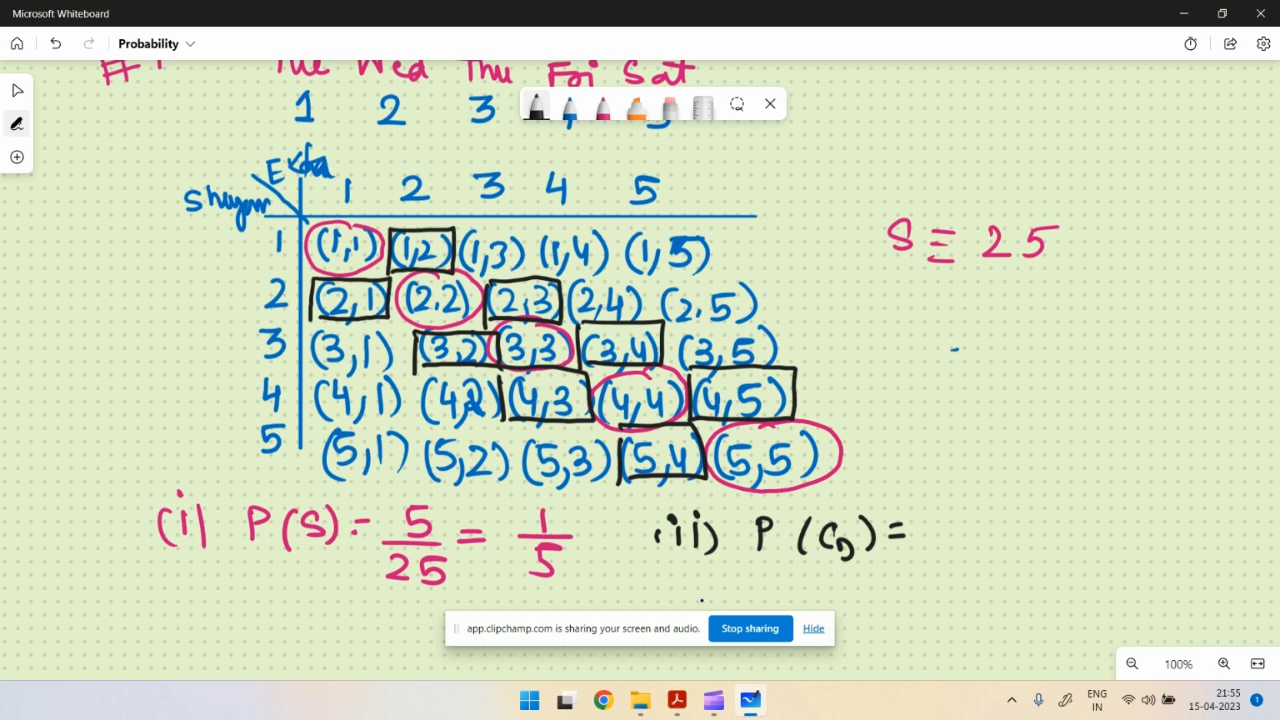 Microsoft Whiteboard
Probability
#1 Tue Wed Thu Fri Sat
1 2 3 4 5
Ekta
Shyam
1 2 3 4 5
1 (1,1) (1,2) (1,3) (1,4) (1,5)
S ≡ 25
2 (2,1) (2,2) (2,3) (2,4) (2,5)
3 (3,1) (3,2) (3,3) (3,4) (3,5)
4 (4,1) (4,2) (4,3) (4,4) (4,5)
5 (5,1) (5,2) (5,3) (5,4) (5,5)
(i) P(S) = 5/25 = 1/5 (ii) P(CD) =
app.clipchamp.com is sharing your screen and audio. Stop sharing Hide
100%
ENG
IN
21:55
15-04-2023
1